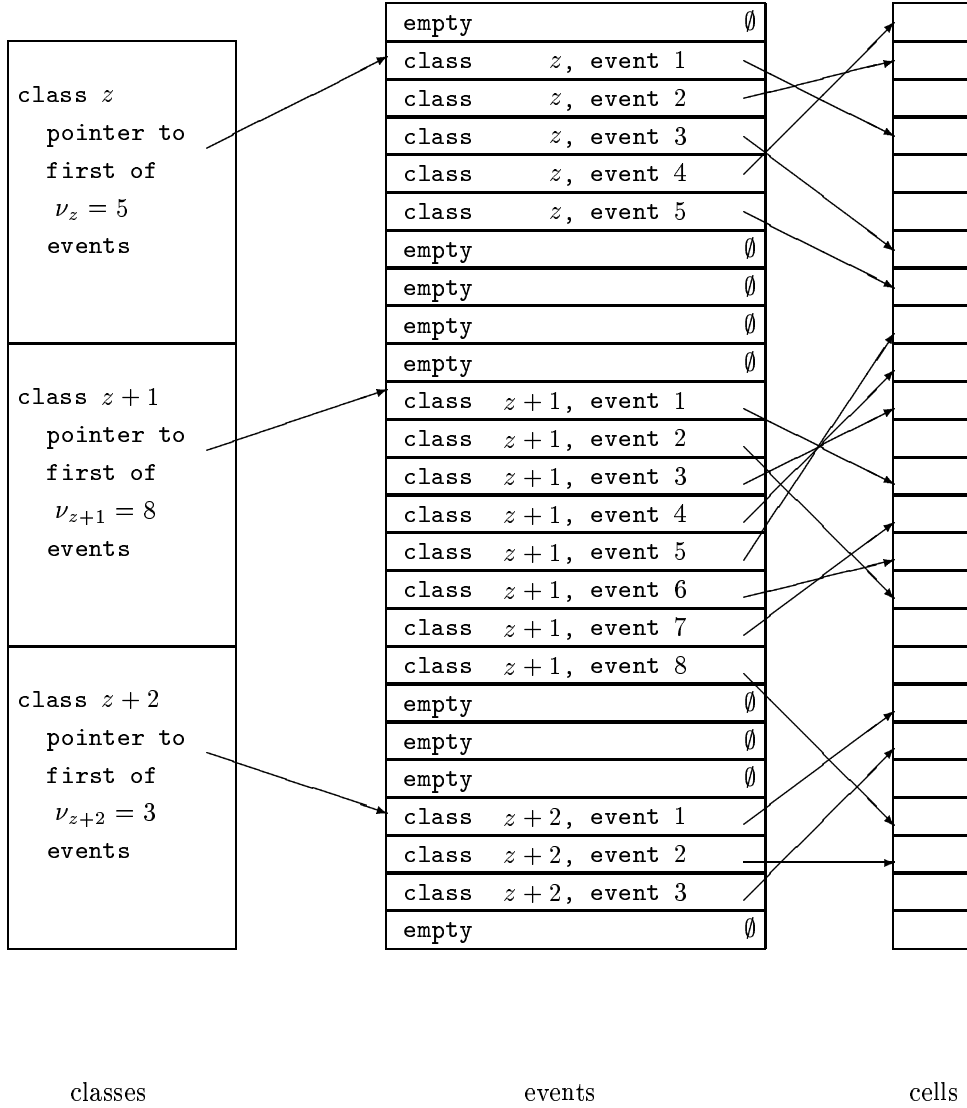 class z
pointer to
first of
ν_z = 5
events
class z + 1
pointer to
first of
ν_{z+1} = 8
events
class z + 2
pointer to
first of
ν_{z+2} = 3
events
empty ∅
class z, event 1
class z, event 2
class z, event 3
class z, event 4
class z, event 5
empty ∅
empty ∅
empty ∅
empty ∅
class z + 1, event 1
class z + 1, event 2
class z + 1, event 3
class z + 1, event 4
class z + 1, event 5
class z + 1, event 6
class z + 1, event 7
class z + 1, event 8
empty ∅
empty ∅
empty ∅
class z + 2, event 1
class z + 2, event 2
class z + 2, event 3
empty ∅
classes
events
cells